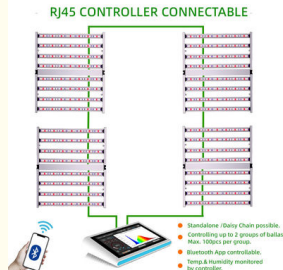 RJ45 CONTROLLER CONNECTABLE
Standalone /Daisy Chain possible.
Controlling up to 2 groups of ballas
Max. 100pcs per group.
Bluetooth App controllable.
Temp.& Humidity monitored
by controller